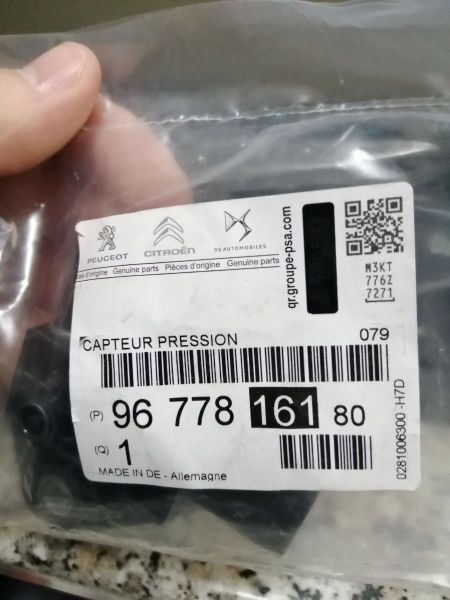 PEUGEOT
CITROËN
DS AUTOMOBILES
es d'origine Genuine parts Pièces d'origine Genuine parts
qr.groupe-psa.com
M3KT
776Z
7271
CAPTEUR PRESSION 079
(P) 96 778 161 80
(Q) 1
MADE IN DE - Allemagne
0281006300 -H7D